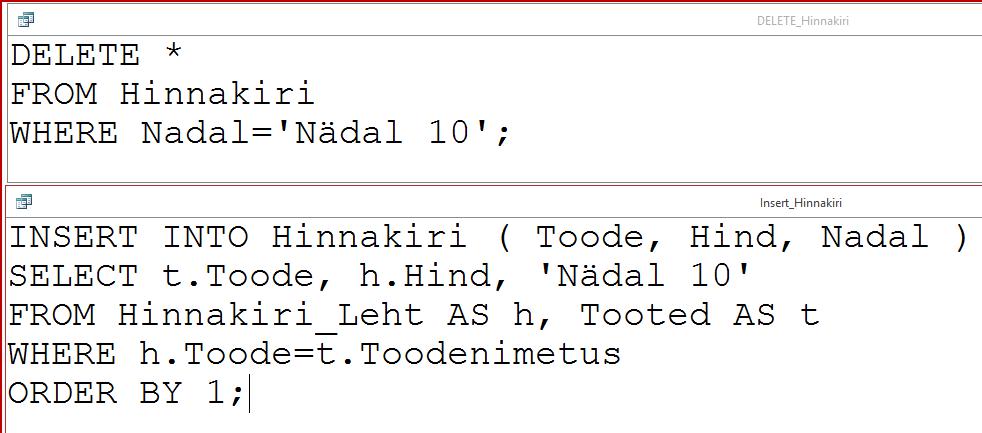 DELETE_Hinnakiri
DELETE *
FROM Hinnakiri
WHERE Nadal='Nädal 10';
Insert_Hinnakiri
INSERT INTO Hinnakiri ( Toode, Hind, Nadal )
SELECT t.Toode, h.Hind, 'Nädal 10'
FROM Hinnakiri_Leht AS h, Tooted AS t
WHERE h.Toode=t.Toodenimetus
ORDER BY 1;